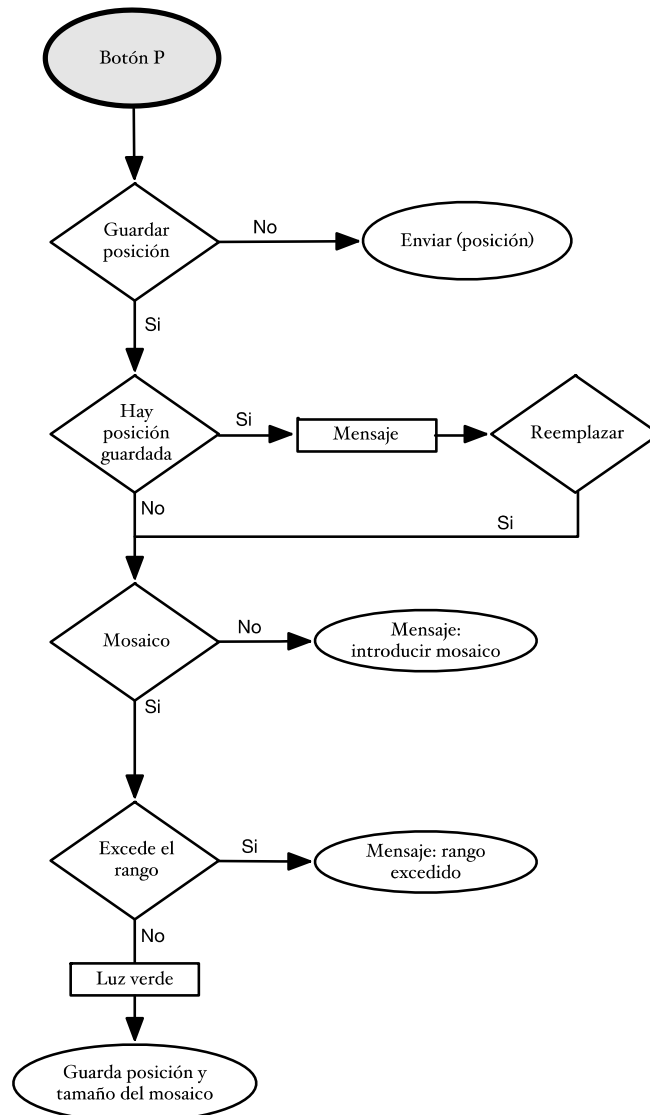 Botón P
Guardar
posición
No
Enviar (posición)
Si
Hay
posición
guardada
Si
Mensaje
Reemplazar
No
Si
Mosaico
No
Mensaje:
introducir mosaico
Si
Excede el
rango
Si
Mensaje: rango
excedido
No
Luz verde
Guarda posición y
tamaño del mosaico